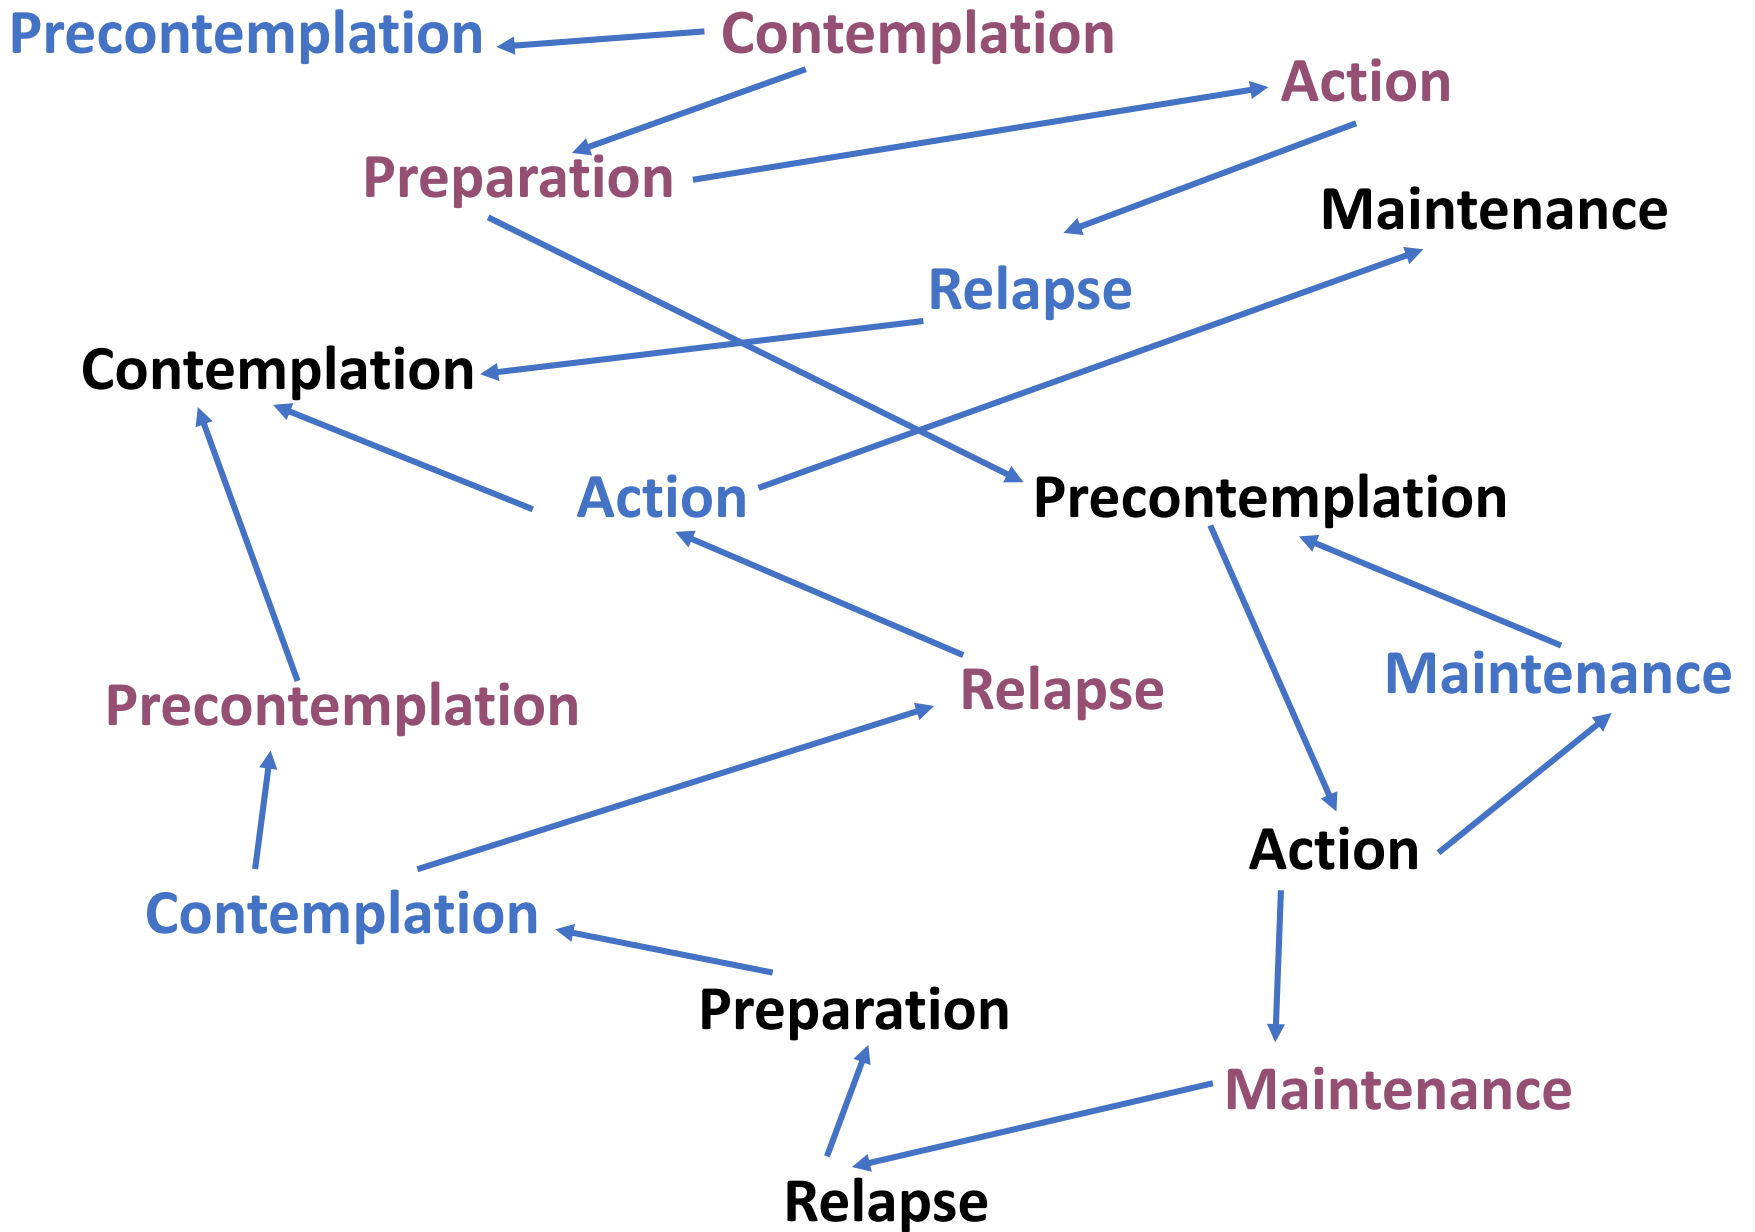 Precontemplation
Contemplation
Action
Preparation
Maintenance
Relapse
Contemplation
Action
Precontemplation
Maintenance
Relapse
Precontemplation
Action
Contemplation
Preparation
Maintenance
Relapse